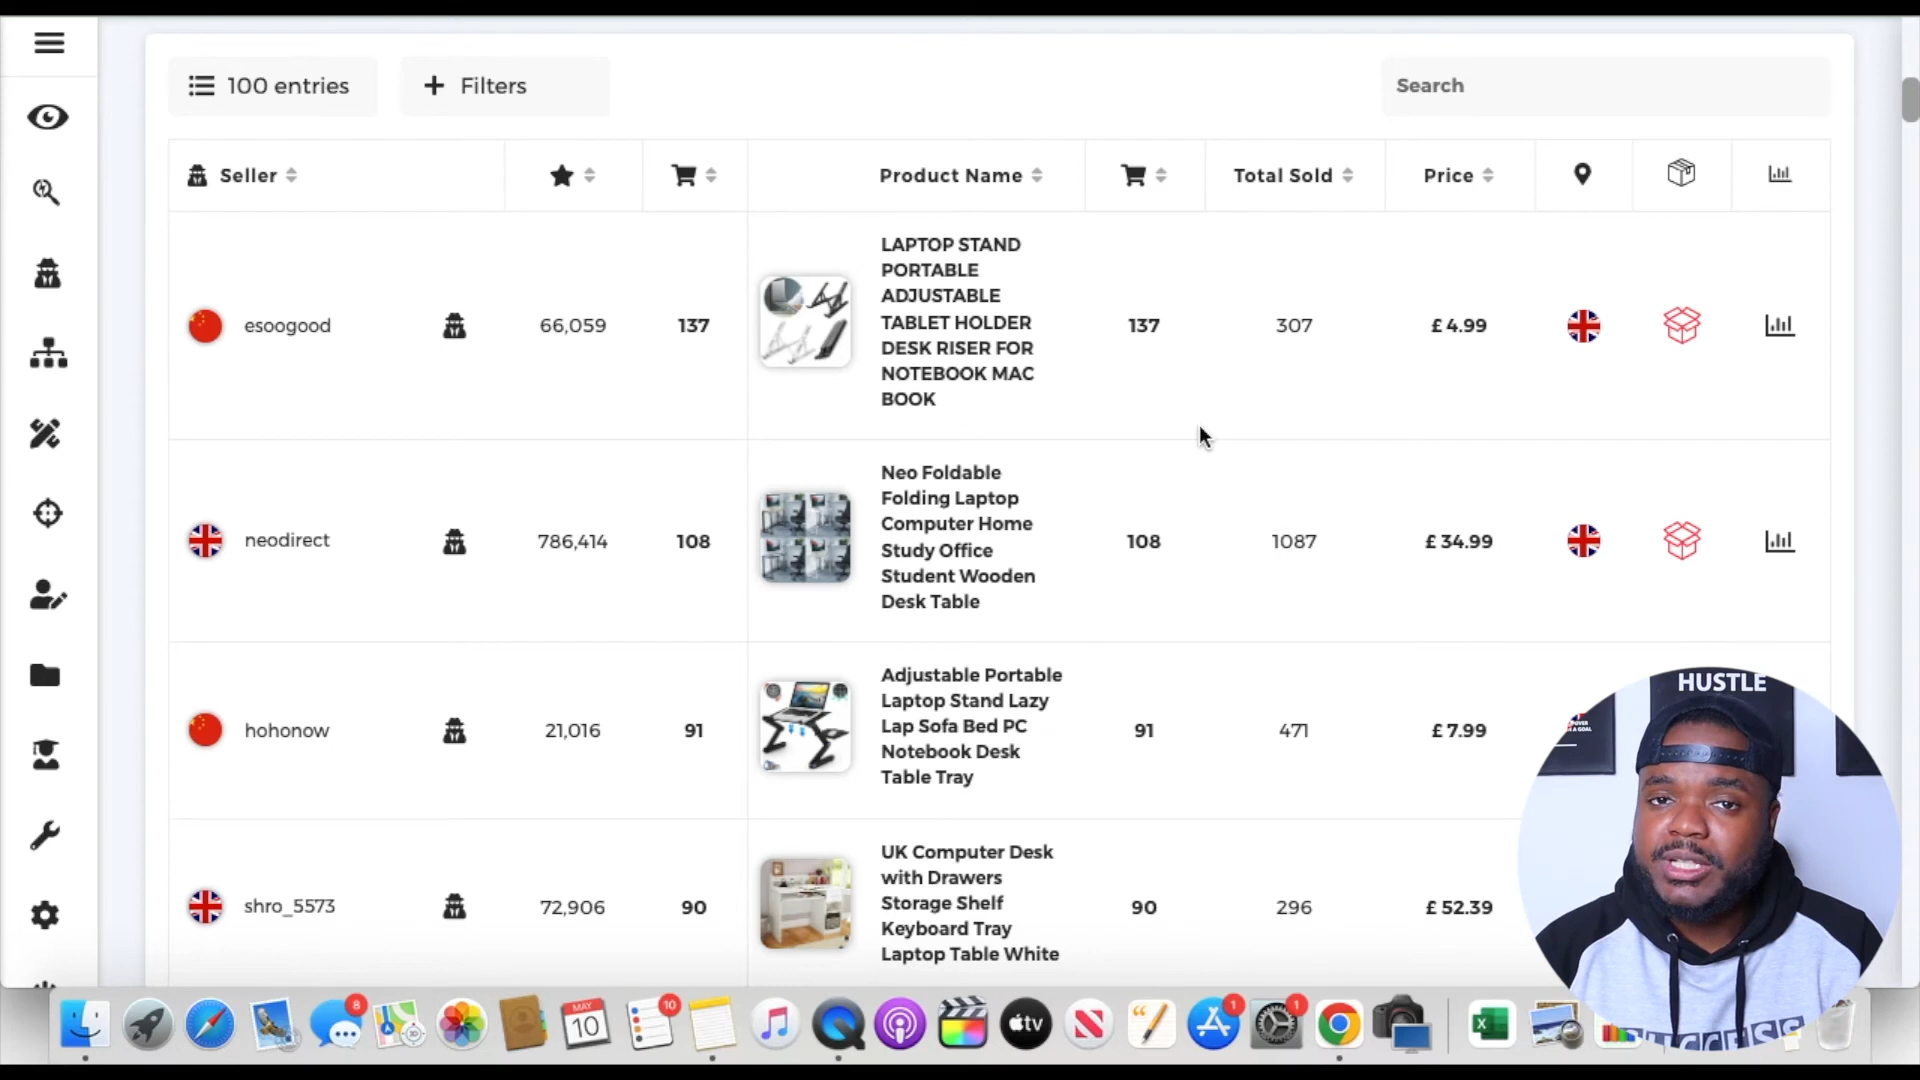 100 entries
Filters
Search
Seller
Product Name
Total Sold
Price
esoogood
66,059
137
LAPTOP STAND
PORTABLE
ADJUSTABLE
TABLET HOLDER
DESK RISER FOR
NOTEBOOK MAC
BOOK
137
307
£ 4.99
neodirect
786,414
108
Neo Foldable
Folding Laptop
Computer Home
Study Office
Student Wooden
Desk Table
108
1087
£ 34.99
hohonow
21,016
91
Adjustable Portable
Laptop Stand Lazy
Lap Sofa Bed PC
Notebook Desk
Table Tray
91
471
£ 7.99
shro_5573
72,906
90
UK Computer Desk
with Drawers
Storage Shelf
Keyboard Tray
Laptop Table White
90
296
£ 52.39
HUSTLE
A GOAL
8
MAY
10
10
tv
1
1